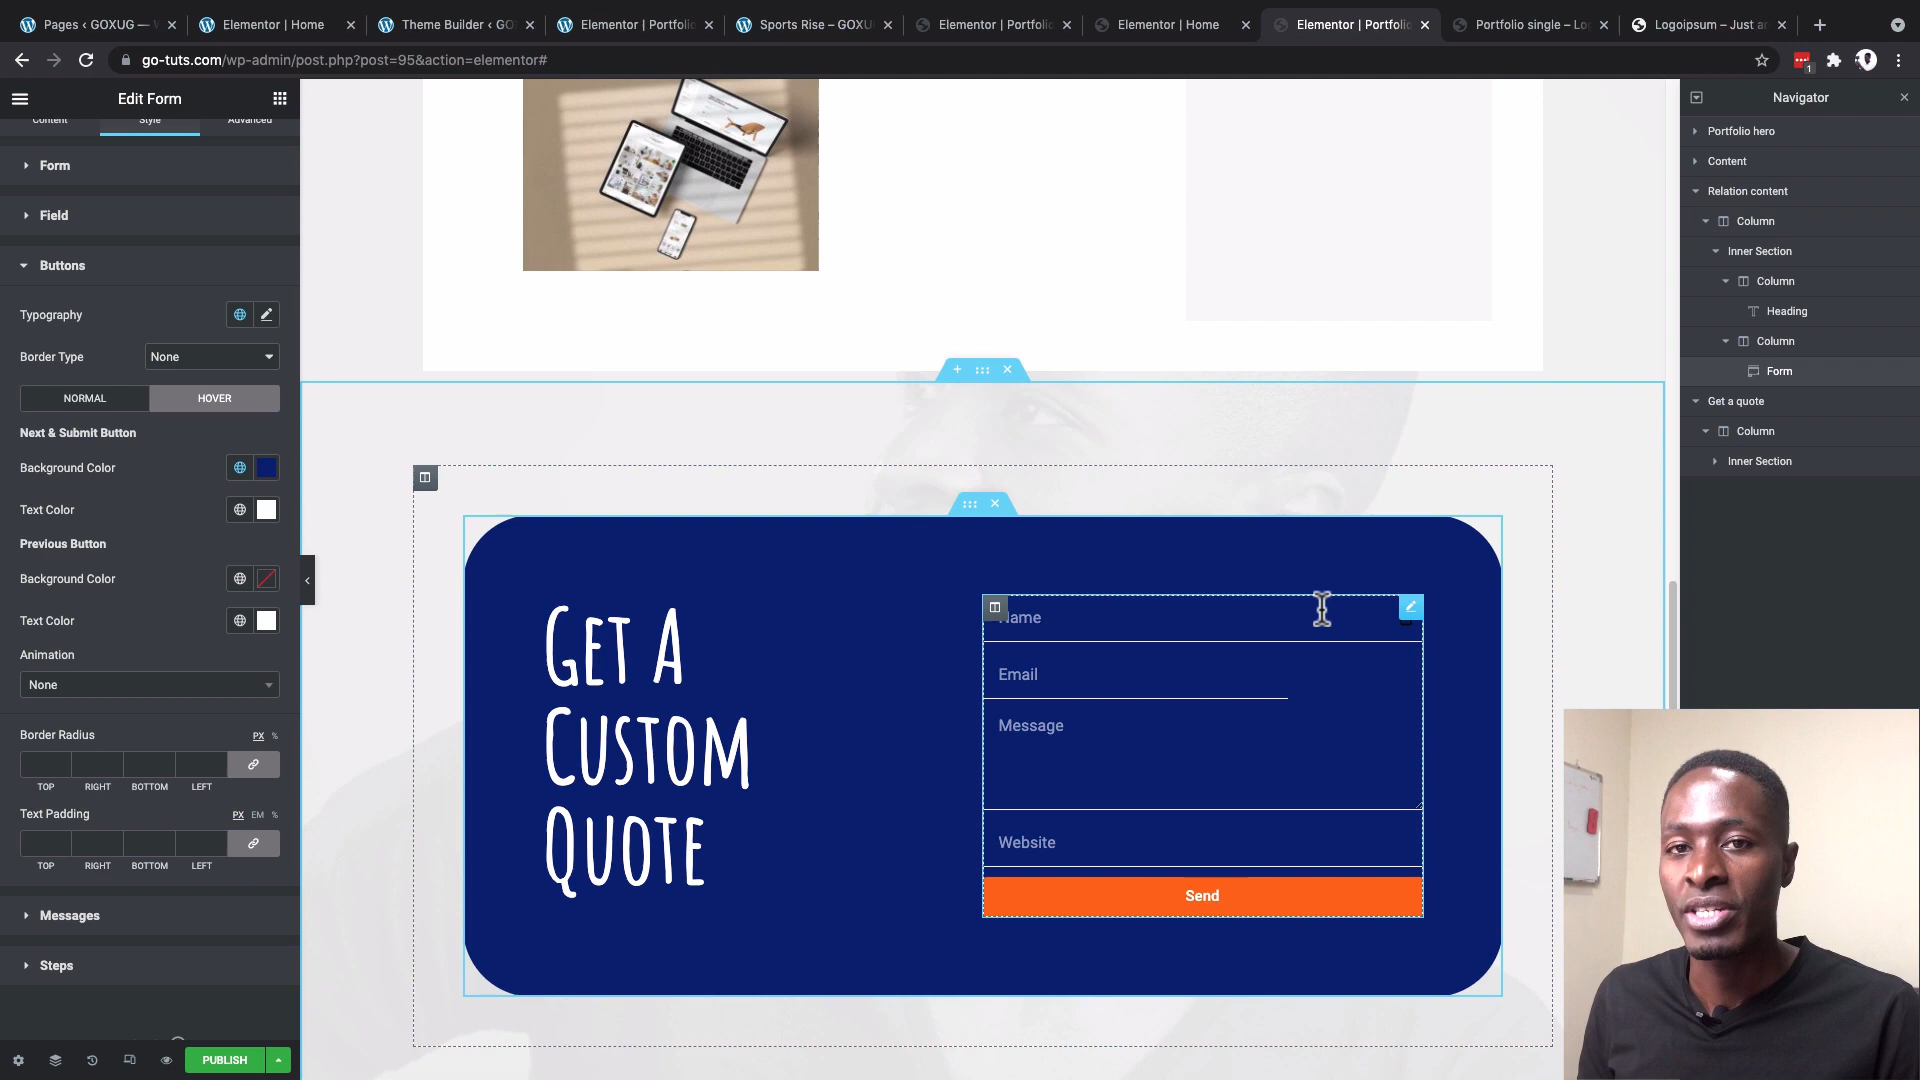 Pages ‹ GOXUG —
Elementor | Home
Theme Builder ‹ GO
Elementor | Portfolio
Sports Rise – GOXU
Elementor | Portfolio
Elementor | Home
Elementor | Portfolio
Portfolio single – Lo
Logoipsum – Just a
go-tuts.com/wp-admin/post.php?post=95&action=elementor#
1
Edit Form
Content
Style
Advanced
Form
Field
Buttons
Typography
Border Type
None
NORMAL
HOVER
Next & Submit Button
Background Color
Text Color
Previous Button
Background Color
Text Color
Animation
None
Border Radius
PX %
TOP RIGHT BOTTOM LEFT
Text Padding
PX EM %
TOP RIGHT BOTTOM LEFT
Messages
Steps
PUBLISH
Get A
Custom
Quote
Name
Email
Message
Website
Send
Navigator
Portfolio hero
Content
Relation content
Column
Inner Section
Column
Heading
Column
Form
Get a quote
Column
Inner Section